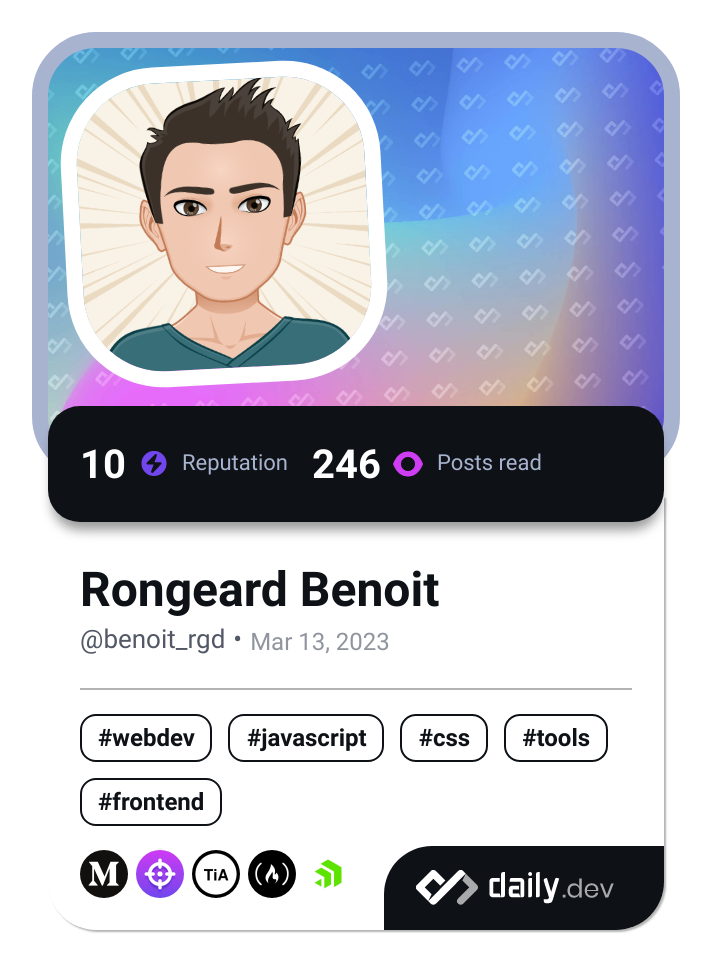 10 Reputation 246 Posts read
Rongeard Benoit
@benoit_rgd • Mar 13, 2023
#webdev #javascript #css #tools
#frontend
M TiA daily.dev